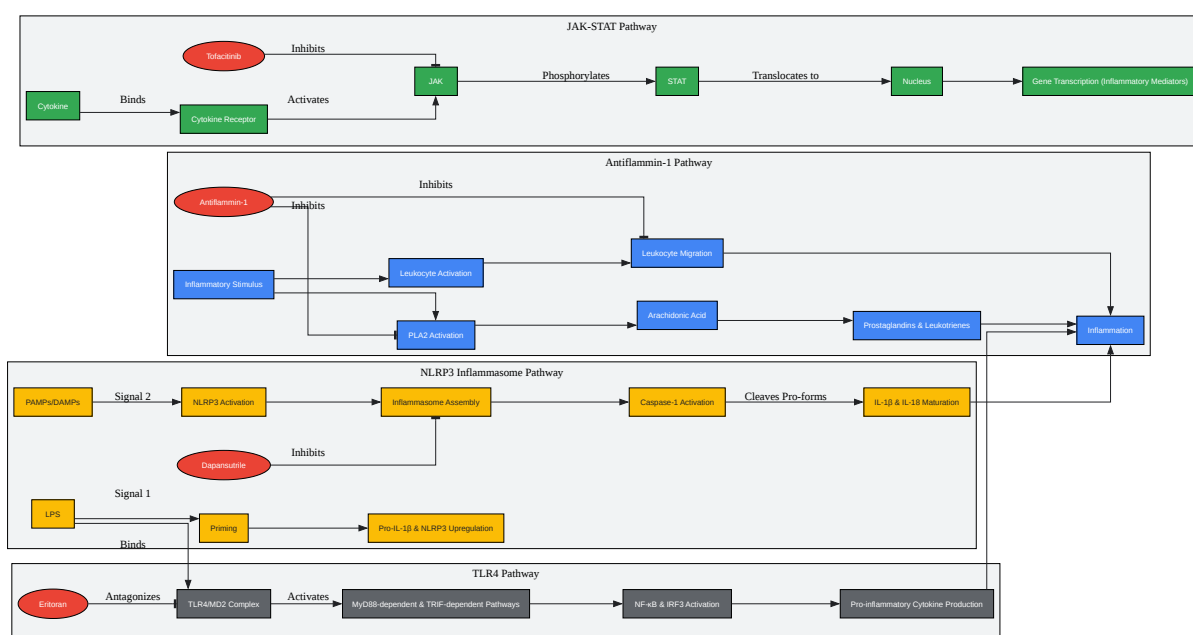 JAK-STAT Pathway
Tofacitinib
Inhibits
JAK
Phosphorylates
STAT
Translocates to
Nucleus
Gene Transcription (Inflammatory Mediators)
Cytokine
Binds
Cytokine Receptor
Activates
Antiflammin-1 Pathway
Antiflammin-1
Inhibits
Inhibits
Leukocyte Migration
Inflammatory Stimulus
Leukocyte Activation
PLA2 Activation
Arachidonic Acid
Prostaglandins & Leukotrienes
Inflammation
NLRP3 Inflammasome Pathway
PAMPs/DAMPs
Signal 2
NLRP3 Activation
Inflammasome Assembly
Caspase-1 Activation
Cleaves Pro-forms
IL-1β & IL-18 Maturation
Dapansutrile
Inhibits
LPS
Signal 1
Priming
Pro-IL-1β & NLRP3 Upregulation
Binds
TLR4 Pathway
Eritoran
Antagonizes
TLR4/MD2 Complex
Activates
MyD88-dependent & TRIF-dependent Pathways
NF-κB & IRF3 Activation
Pro-inflammatory Cytokine Production